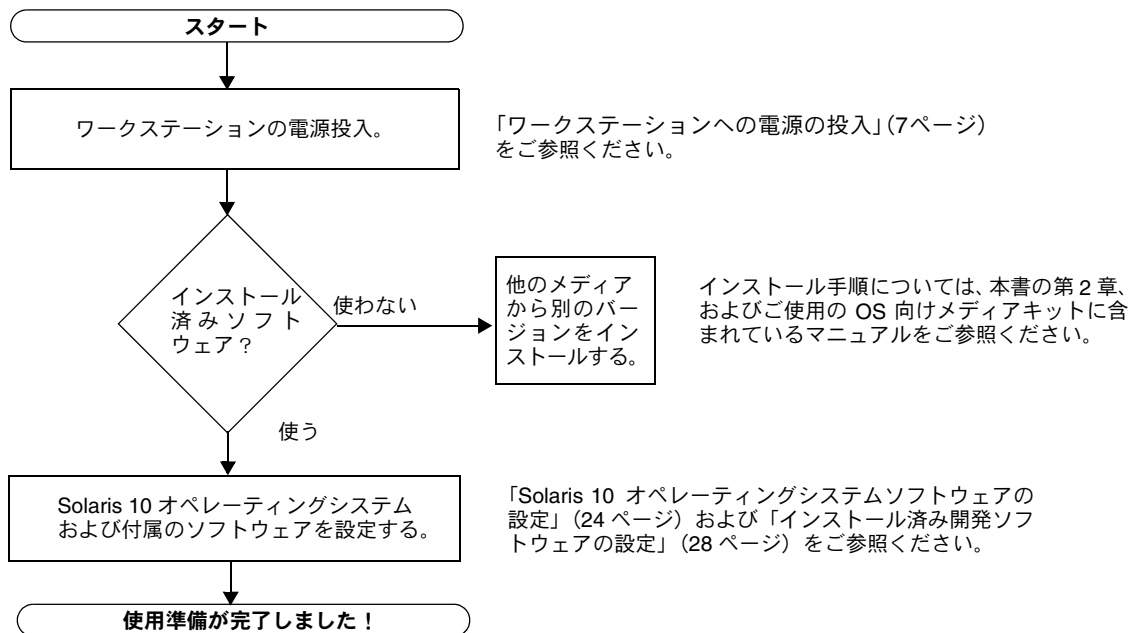 スタート
ワークステーションの電源投入。
「ワークステーションへの電源の投入」(7ページ)
をご参照ください。
インストール
済みソフト
ウェア?
使わない
他のメディア
から別のバー
ジョンをイン
ストールする。
インストール手順については、本書の第 2 章、
およびご使用の OS 向けメディアキットに含
まれているマニュアルをご参照ください。
使う
Solaris 10 オペレーティングシステム
および付属のソフトウェアを設定する。
「Solaris 10 オペレーティングシステムソフトウェアの
設定」(24 ページ)および「インストール済み開発ソフ
トウェアの設定」(28 ページ)をご参照ください。
使用準備が完了しました!